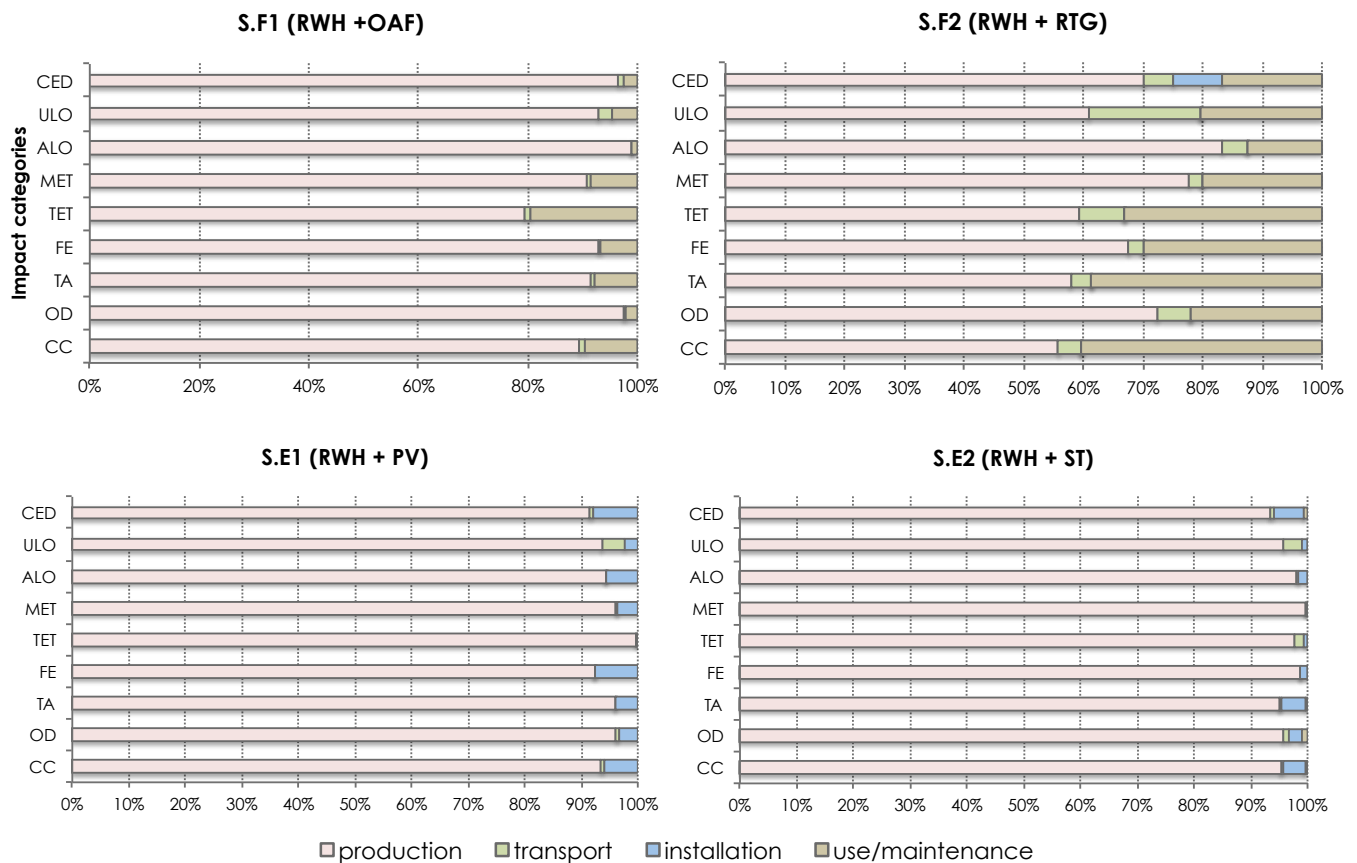 S.F1 (RWH +OAF)
Impact categories
CED
ULO
ALO
MET
TET
FE
TA
OD
CC
0% 20% 40% 60% 80% 100%
S.F2 (RWH + RTG)
CED
ULO
ALO
MET
TET
FE
TA
OD
CC
0% 10% 20% 30% 40% 50% 60% 70% 80% 90% 100%
S.E1 (RWH + PV)
CED
ULO
ALO
MET
TET
FE
TA
OD
CC
0% 10% 20% 30% 40% 50% 60% 70% 80% 90% 100%
S.E2 (RWH + ST)
CED
ULO
ALO
MET
TET
FE
TA
OD
CC
0% 10% 20% 30% 40% 50% 60% 70% 80% 90% 100%
production transport installation use/maintenance